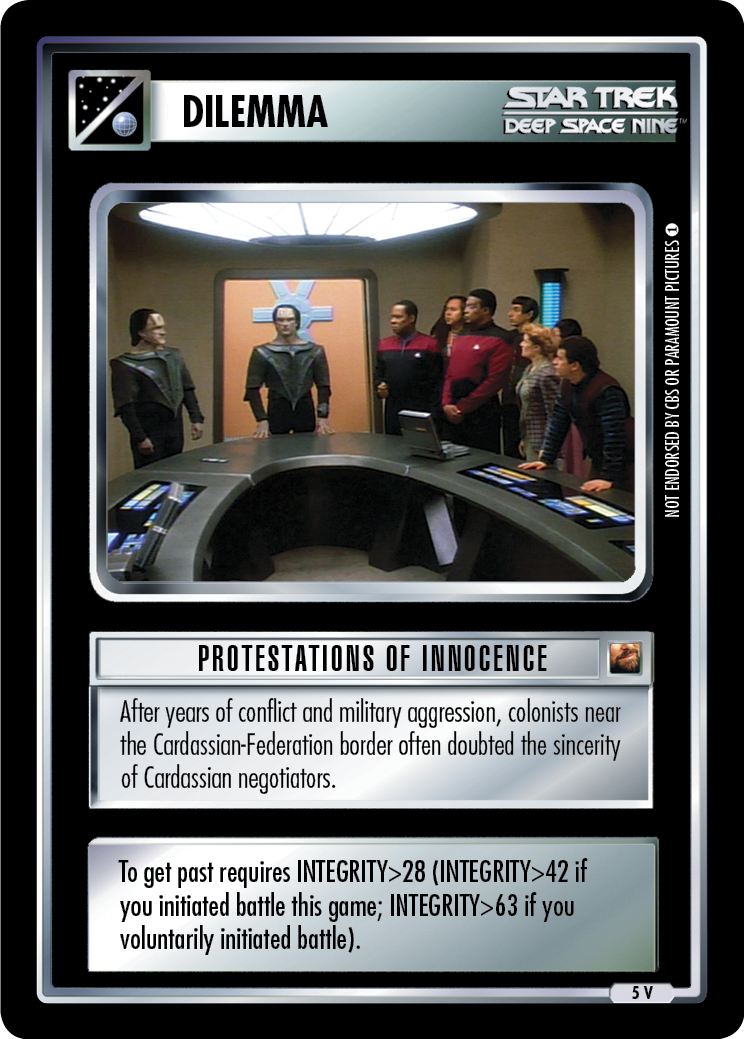 DILEMMA
STAR TREK
DEEP SPACE NINE™
NOT ENDORSED BY CBS OR PARAMOUNT PICTURES
PROTESTATIONS OF INNOCENCE
After years of conflict and military aggression, colonists near
the Cardassian-Federation border often doubted the sincerity
of Cardassian negotiators.
To get past requires INTEGRITY>28 (INTEGRITY>42 if
you initiated battle this game; INTEGRITY>63 if you
voluntarily initiated battle).
5 V